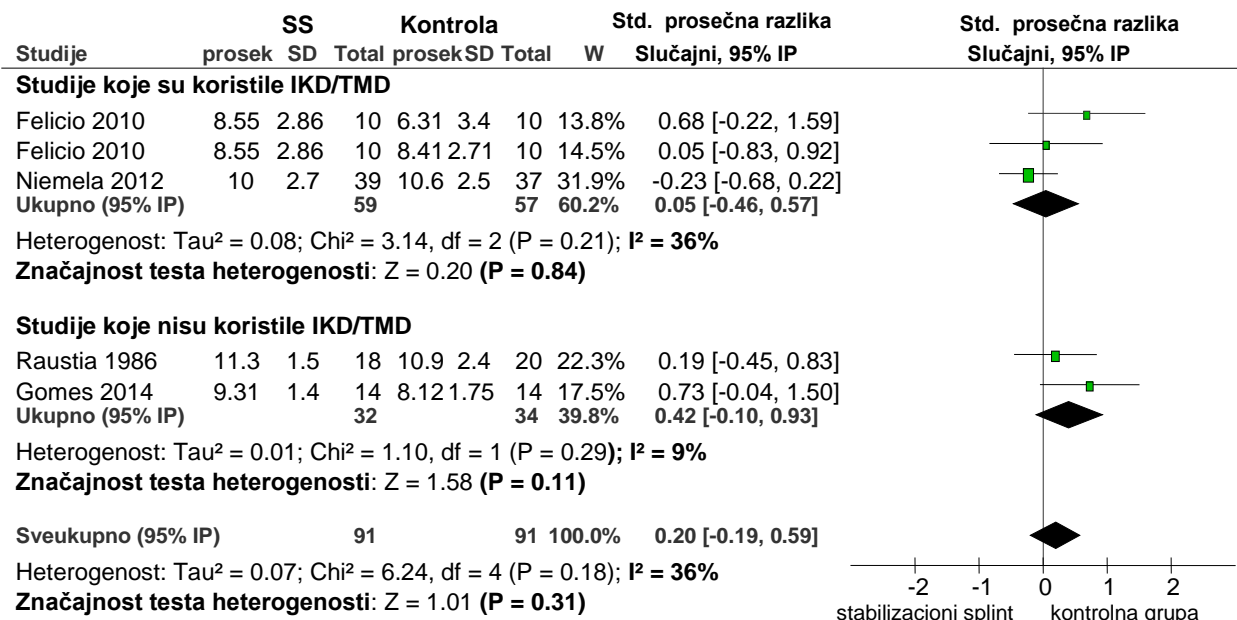 SS Kontrola Std. prosečna razlika Std. prosečna razlika
Studije prosek SD Total prosek SD Total W Slučajni, 95% IP Slučajni, 95% IP
Studije koje su koristile IKD/TMD
Felicio 2010 8.55 2.86 10 6.31 3.4 10 13.8% 0.68 [-0.22, 1.59]
Felicio 2010 8.55 2.86 10 8.41 2.71 10 14.5% 0.05 [-0.83, 0.92]
Niemela 2012 10 2.7 39 10.6 2.5 37 31.9% -0.23 [-0.68, 0.22]
Ukupno (95% IP) 59 57 60.2% 0.05 [-0.46, 0.57]
Heterogenost: Tau² = 0.08; Chi² = 3.14, df = 2 (P = 0.21); I² = 36%
Značajnost testa heterogenosti: Z = 0.20 (P = 0.84)
Studije koje nisu koristile IKD/TMD
Raustia 1986 11.3 1.5 18 10.9 2.4 20 22.3% 0.19 [-0.45, 0.83]
Gomes 2014 9.31 1.4 14 8.12 1.75 14 17.5% 0.73 [-0.04, 1.50]
Ukupno (95% IP) 32 34 39.8% 0.42 [-0.10, 0.93]
Heterogenost: Tau² = 0.01; Chi² = 1.10, df = 1 (P = 0.29); I² = 9%
Značajnost testa heterogenosti: Z = 1.58 (P = 0.11)
Sveukupno (95% IP) 91 91 100.0% 0.20 [-0.19, 0.59]
Heterogenost: Tau² = 0.07; Chi² = 6.24, df = 4 (P = 0.18); I² = 36%
Značajnost testa heterogenosti: Z = 1.01 (P = 0.31)
-2 -1 0 1 2
stabilizacioni splint kontrolna grupa